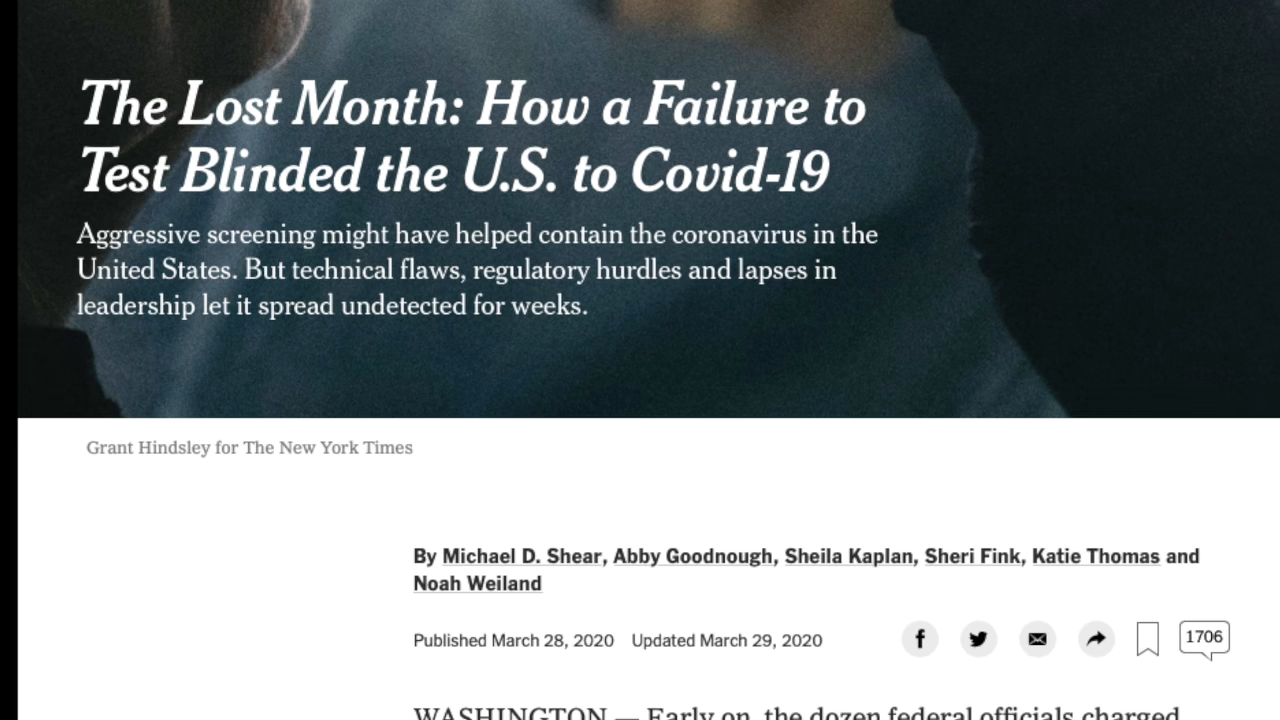 The Lost Month: How a Failure to
Test Blinded the U.S. to Covid-19
Aggressive screening might have helped contain the coronavirus in the
United States. But technical flaws, regulatory hurdles and lapses in
leadership let it spread undetected for weeks.
Grant Hindsley for The New York Times
By Michael D. Shear, Abby Goodnough, Sheila Kaplan, Sheri Fink, Katie Thomas and
Noah Weiland
Published March 28, 2020 Updated March 29, 2020 1706
WASHINGTON — Early on, the dozen federal officials charged